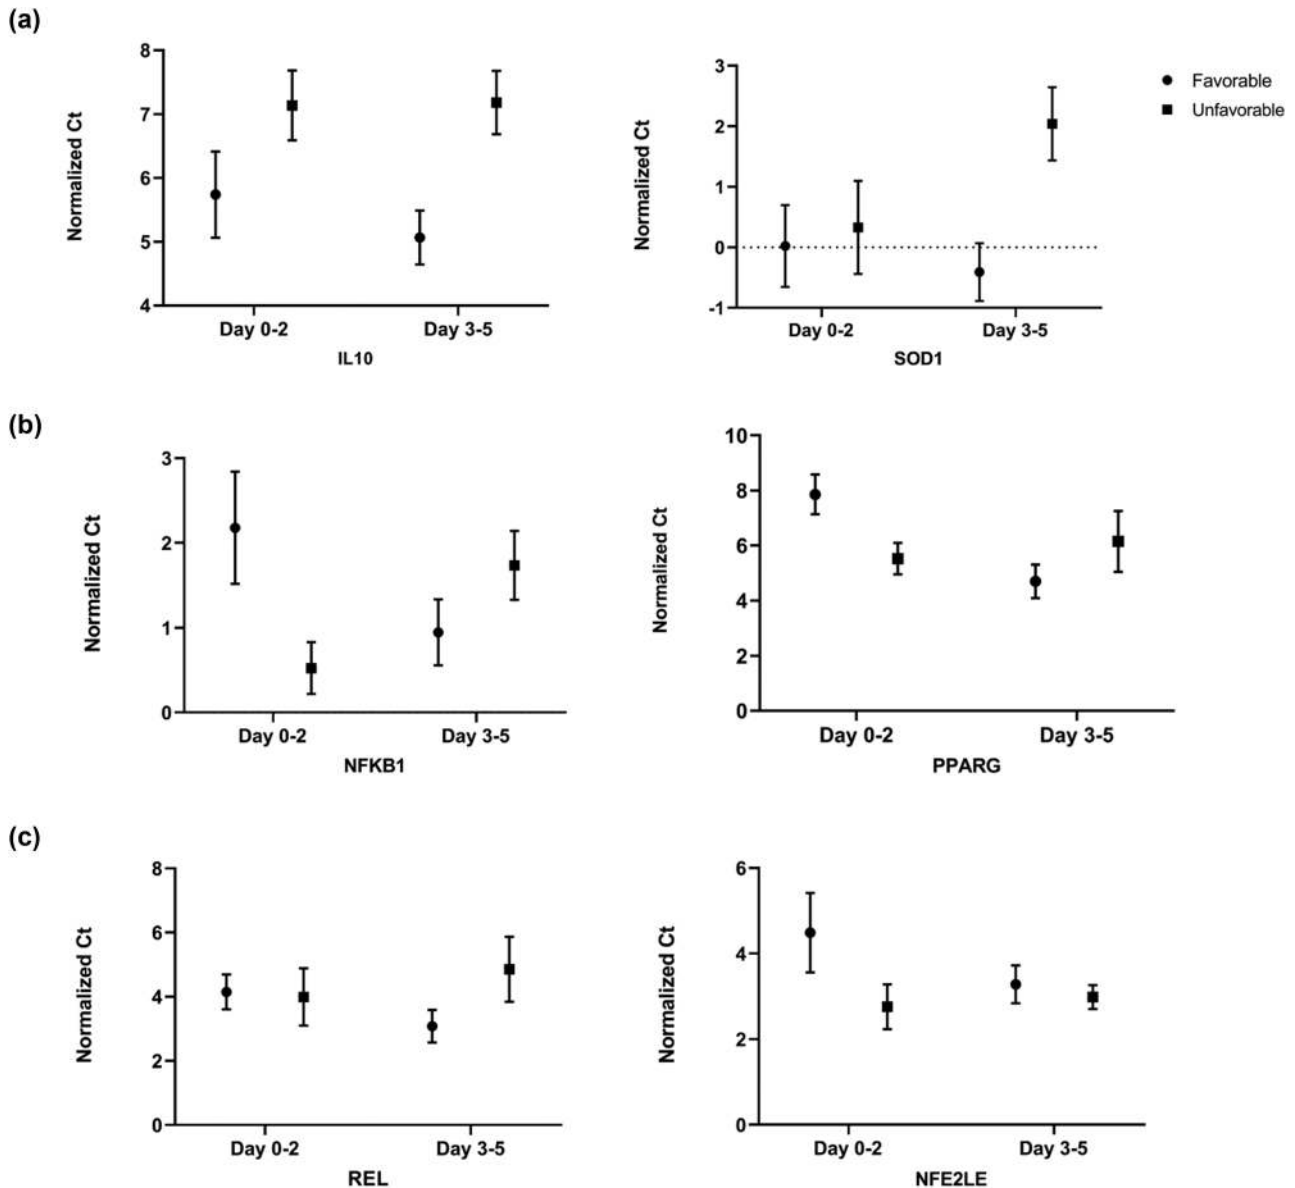 (a)
8
7
6
5
4
Normalized Ct
Day 0-2
Day 3-5
IL10
3
2
1
0
-1
Normalized Ct
Day 0-2
Day 3-5
SOD1
Favorable
Unfavorable
(b)
3
2
1
0
Normalized Ct
Day 0-2
Day 3-5
NFKB1
10
8
6
4
2
0
Normalized Ct
Day 0-2
Day 3-5
PPARG
(c)
8
6
4
2
0
Normalized Ct
Day 0-2
Day 3-5
REL
6
4
2
0
Normalized Ct
Day 0-2
Day 3-5
NFE2LE